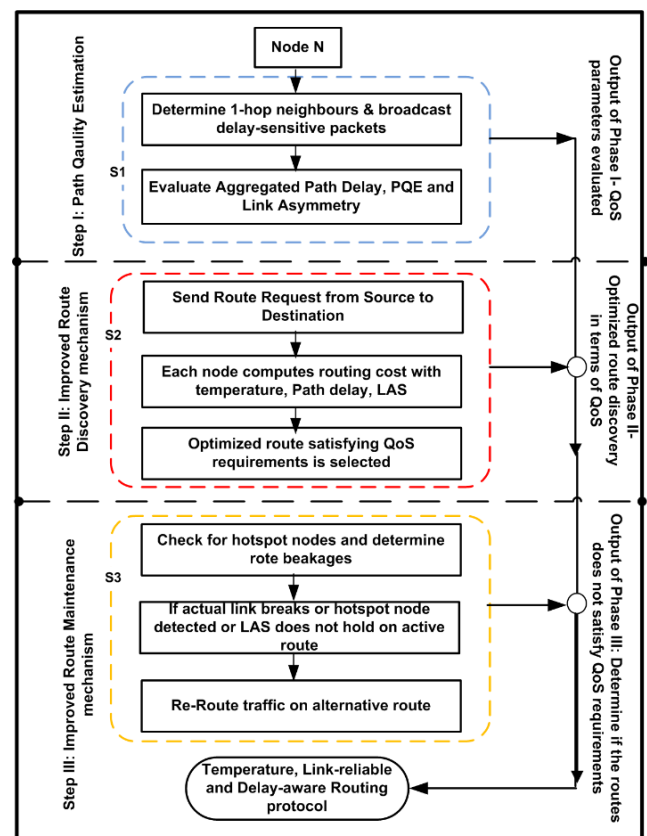 Node N
Determine 1-hop neighbours & broadcast
delay-sensitive packets
S1
Evaluate Aggregated Path Delay, PQE and
Link Asymmetry
Step I: Path Qaulity Estimation
Output of Phase I- QoS
parameters evaluated
Send Route Request from Source to
Destination
S2
Each node computes routing cost with
temperature, Path delay, LAS
Optimized route satisfying QoS
requirements is selected
Step II: Improved Route
Discovery mechanism
Output of Phase II-
Optimized route discovery
in terms of QoS
Check for hotspot nodes and determine
rote beakages
S3
If actual link breaks or hotspot node
detected or LAS does not hold on active
route
Re-Route traffic on alternative route
Step III: Improved Route Maintenance
mechanism
Output of Phase III: Determine if the routes
does not satisfy QoS requirements
Temperature, Link-reliable
and Delay-aware Routing
protocol